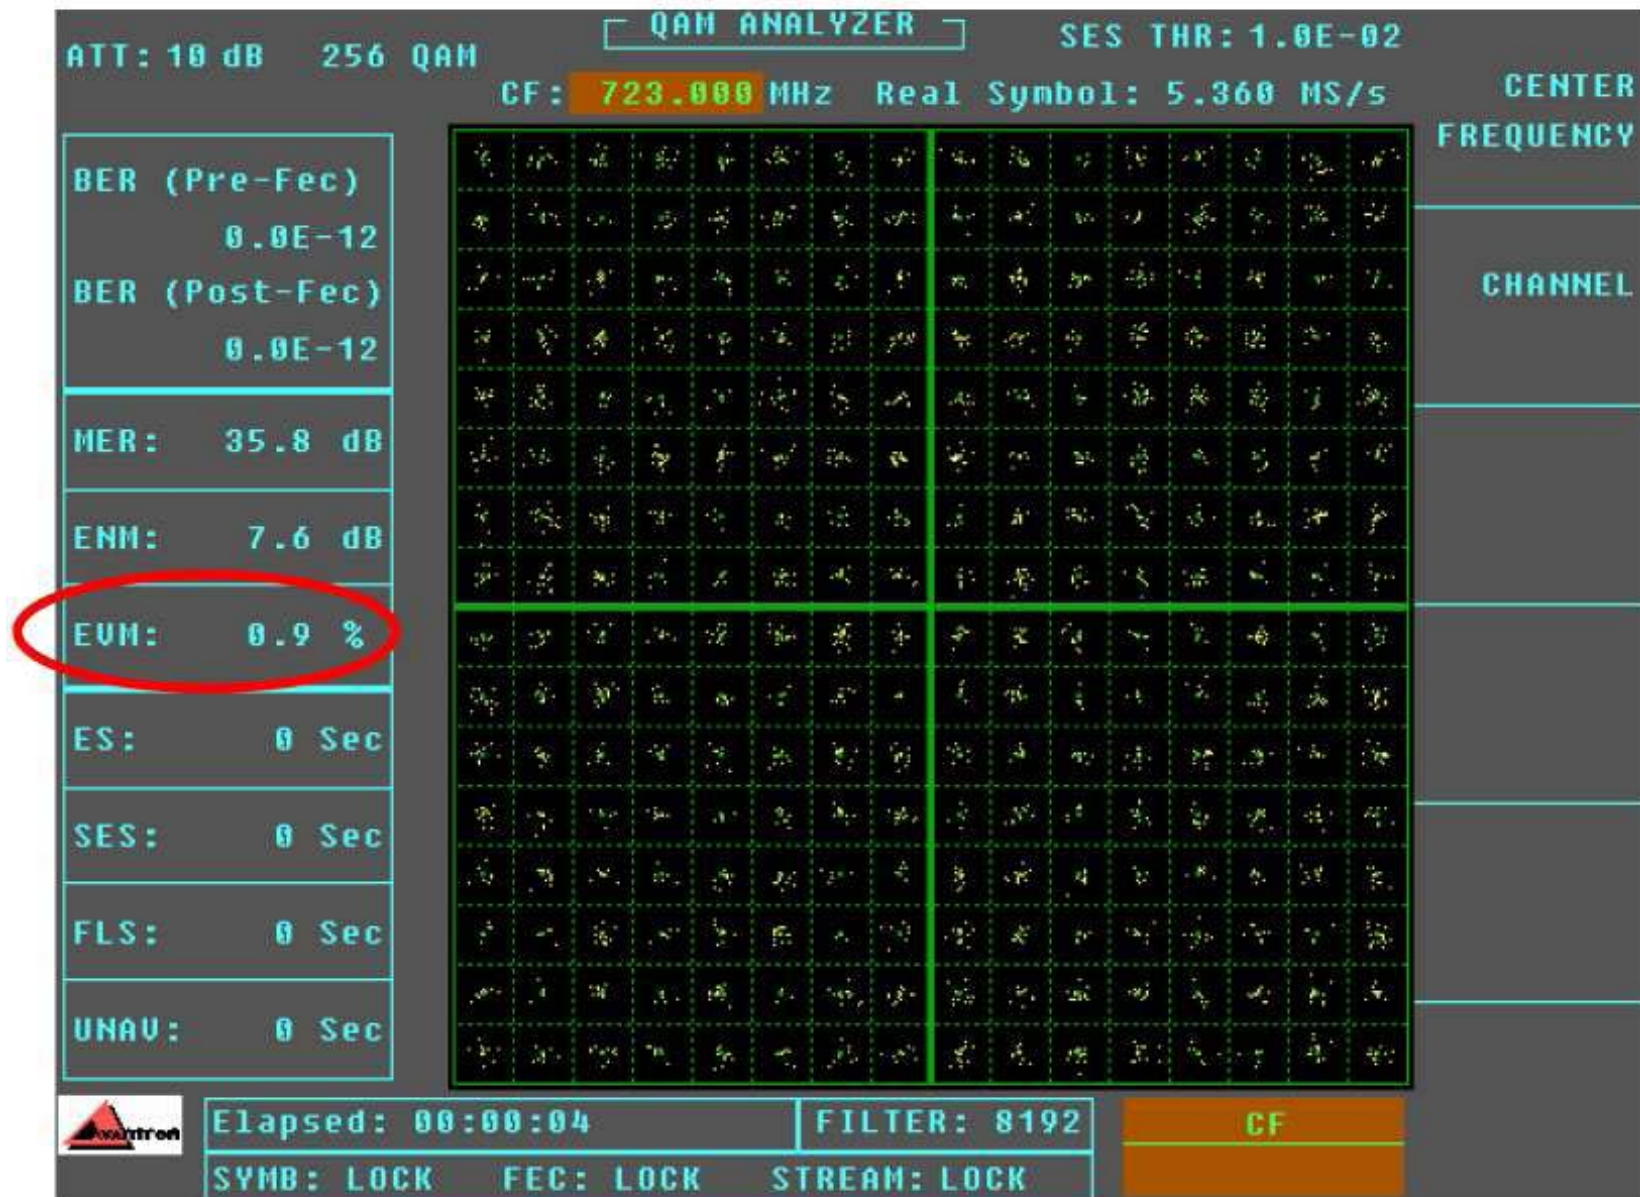 QAM ANALYZER
ATT: 10 dB 256 QAM SES THR: 1.0E-02
CF: 723.000 MHz Real Symbol: 5.360 MS/s
CENTER
FREQUENCY
CHANNEL
BER (Pre-Fec)
0.0E-12
BER (Post-Fec)
0.0E-12
MER: 35.8 dB
ENM: 7.6 dB
EVM: 0.9 %
ES: 0 Sec
SES: 0 Sec
FLS: 0 Sec
UNAV: 0 Sec
Elapsed: 00:00:04 FILTER: 8192 CF
SYMB: LOCK FEC: LOCK STREAM: LOCK